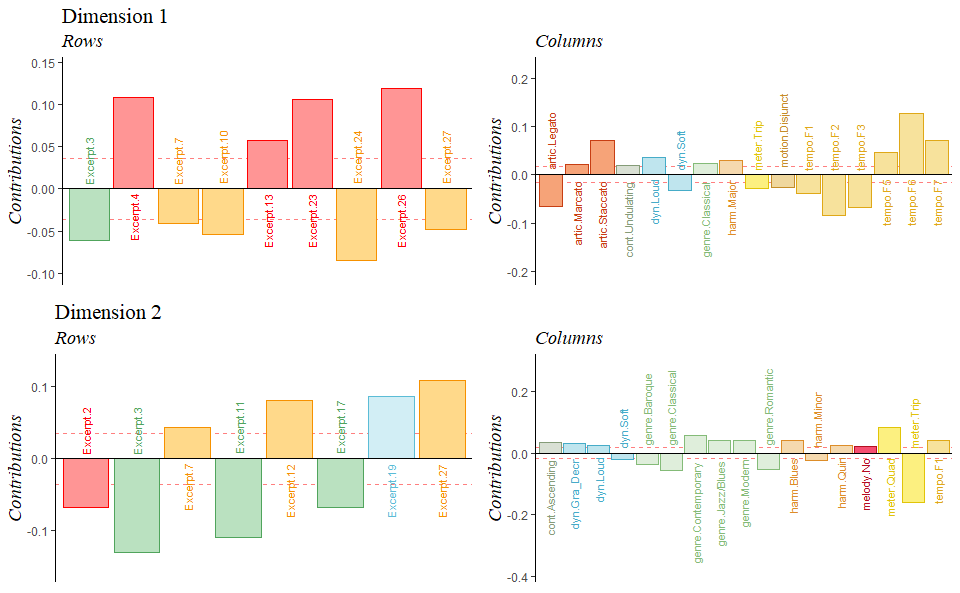 Dimension 1
Rows
Contributions
0.15
0.10
0.05
0.00
-0.05
-0.10
Excerpt.3
Excerpt.4
Excerpt.7
Excerpt.10
Excerpt.13
Excerpt.23
Excerpt.24
Excerpt.26
Excerpt.27
Columns
Contributions
0.2
0.1
0.0
-0.1
-0.2
artic.Legato
artic.Marcato
artic.Staccato
cont.Undulating
dyn.Loud
dyn.Soft
genre.Classical
harm.Major
meter.Trip
motion.Disjunct
tempo.F1
tempo.F2
tempo.F3
tempo.F5
tempo.F6
tempo.F7
Dimension 2
Rows
Contributions
0.1
0.0
-0.1
Excerpt.2
Excerpt.3
Excerpt.7
Excerpt.11
Excerpt.12
Excerpt.17
Excerpt.19
Excerpt.27
Columns
Contributions
0.2
0.0
-0.2
-0.4
cont.Ascending
dyn.Gra_Decr
dyn.Loud
dyn.Soft
genre.Baroque
genre.Classical
genre.Contemporary
genre.Jazz/Blues
genre.Modern
genre.Romantic
harm.Blues
harm.Minor
harm.Quin
melody.No
meter.Quad
meter.Trip
tempo.F1